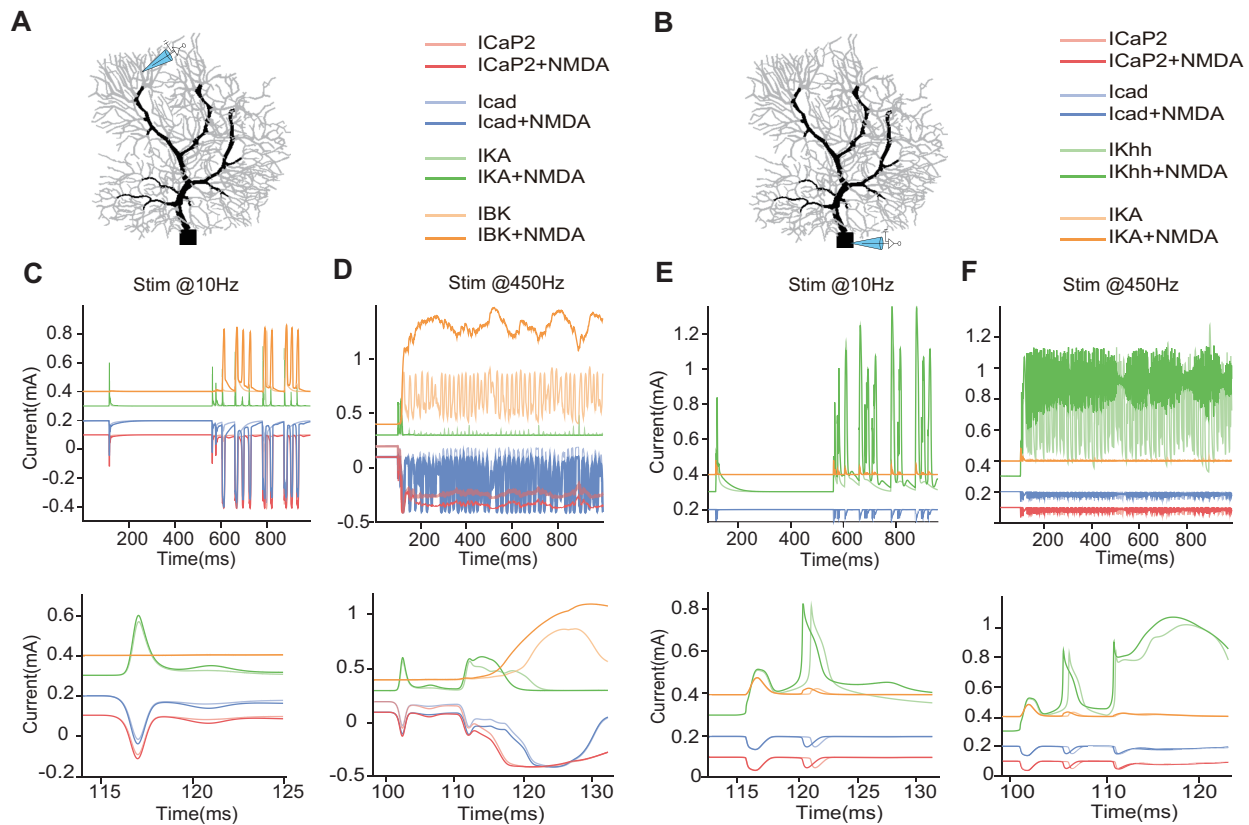 A
ICaP2
ICaP2+NMDA
Icad
Icad+NMDA
IKA
IKA+NMDA
IBK
IBK+NMDA
B
ICaP2
ICaP2+NMDA
Icad
Icad+NMDA
IKhh
IKhh+NMDA
IKA
IKA+NMDA
C
Stim @10Hz
Current(mA)
0.8
0.6
0.4
0.2
0
-0.2
-0.4
200 400 600 800
Time(ms)
D
Stim @450Hz
1
0.5
0
-0.5
200 400 600 800
Time(ms)
E
Stim @10Hz
Current(mA)
1.4
1.2
1
0.8
0.6
0.4
0.2
200 400 600 800
Time(ms)
F
Stim @450Hz
1.4
1.2
1
0.8
0.6
0.4
0.2
200 400 600 800
Time(ms)
Current(mA)
0.6
0.4
0.2
0
-0.2
115 120 125
Time(ms)
1
0.5
0
-0.5
100 110 120 130
Time(ms)
Current(mA)
0.8
0.6
0.4
0.2
0
115 120 125 130
Time(ms)
1
0.8
0.6
0.4
0.2
0
100 110 120
Time(ms)